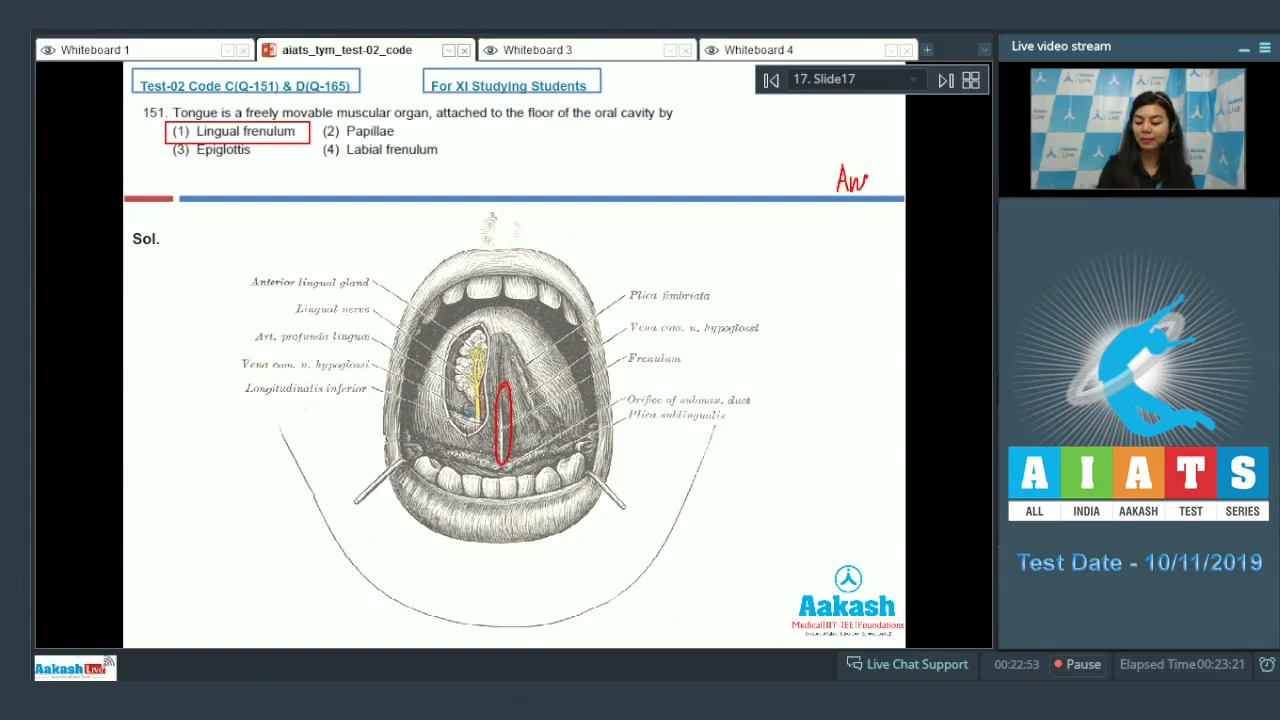 Whiteboard 1
aiats_tym_test-02_code
Whiteboard 3
Whiteboard 4
Live video stream
Test-02 Code C(Q-151) & D(Q-165)
For XI Studying Students
17. Slide17
151. Tongue is a freely movable muscular organ, attached to the floor of the oral cavity by
(1) Lingual frenulum (2) Papillae
(3) Epiglottis (4) Labial frenulum
An
Sol.
Anterior lingual gland
Lingual nerve
Art. profunda linguæ
Vena com. n. hypoglossi
Longitudinalis inferior
Plica fimbriata
Vena com. n. hypoglossi
Frenulum
Orifice of submax. duct
Plica sublingualis
Aakash
Medical|IIT-JEE|Foundations
A I A T S
ALL INDIA AAKASH TEST SERIES
Test Date - 10/11/2019
Aakash Live
Live Chat Support
00:22:53
Pause
Elapsed Time 00:23:21